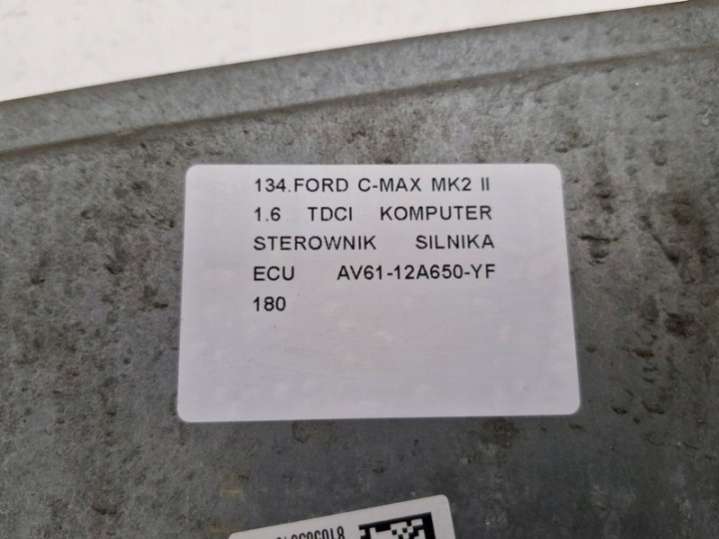 134.FORD C-MAX MK2 II
1.6 TDCI KOMPUTER
STEROWNIK SILNIKA
ECU AV61-12A650-YF
180